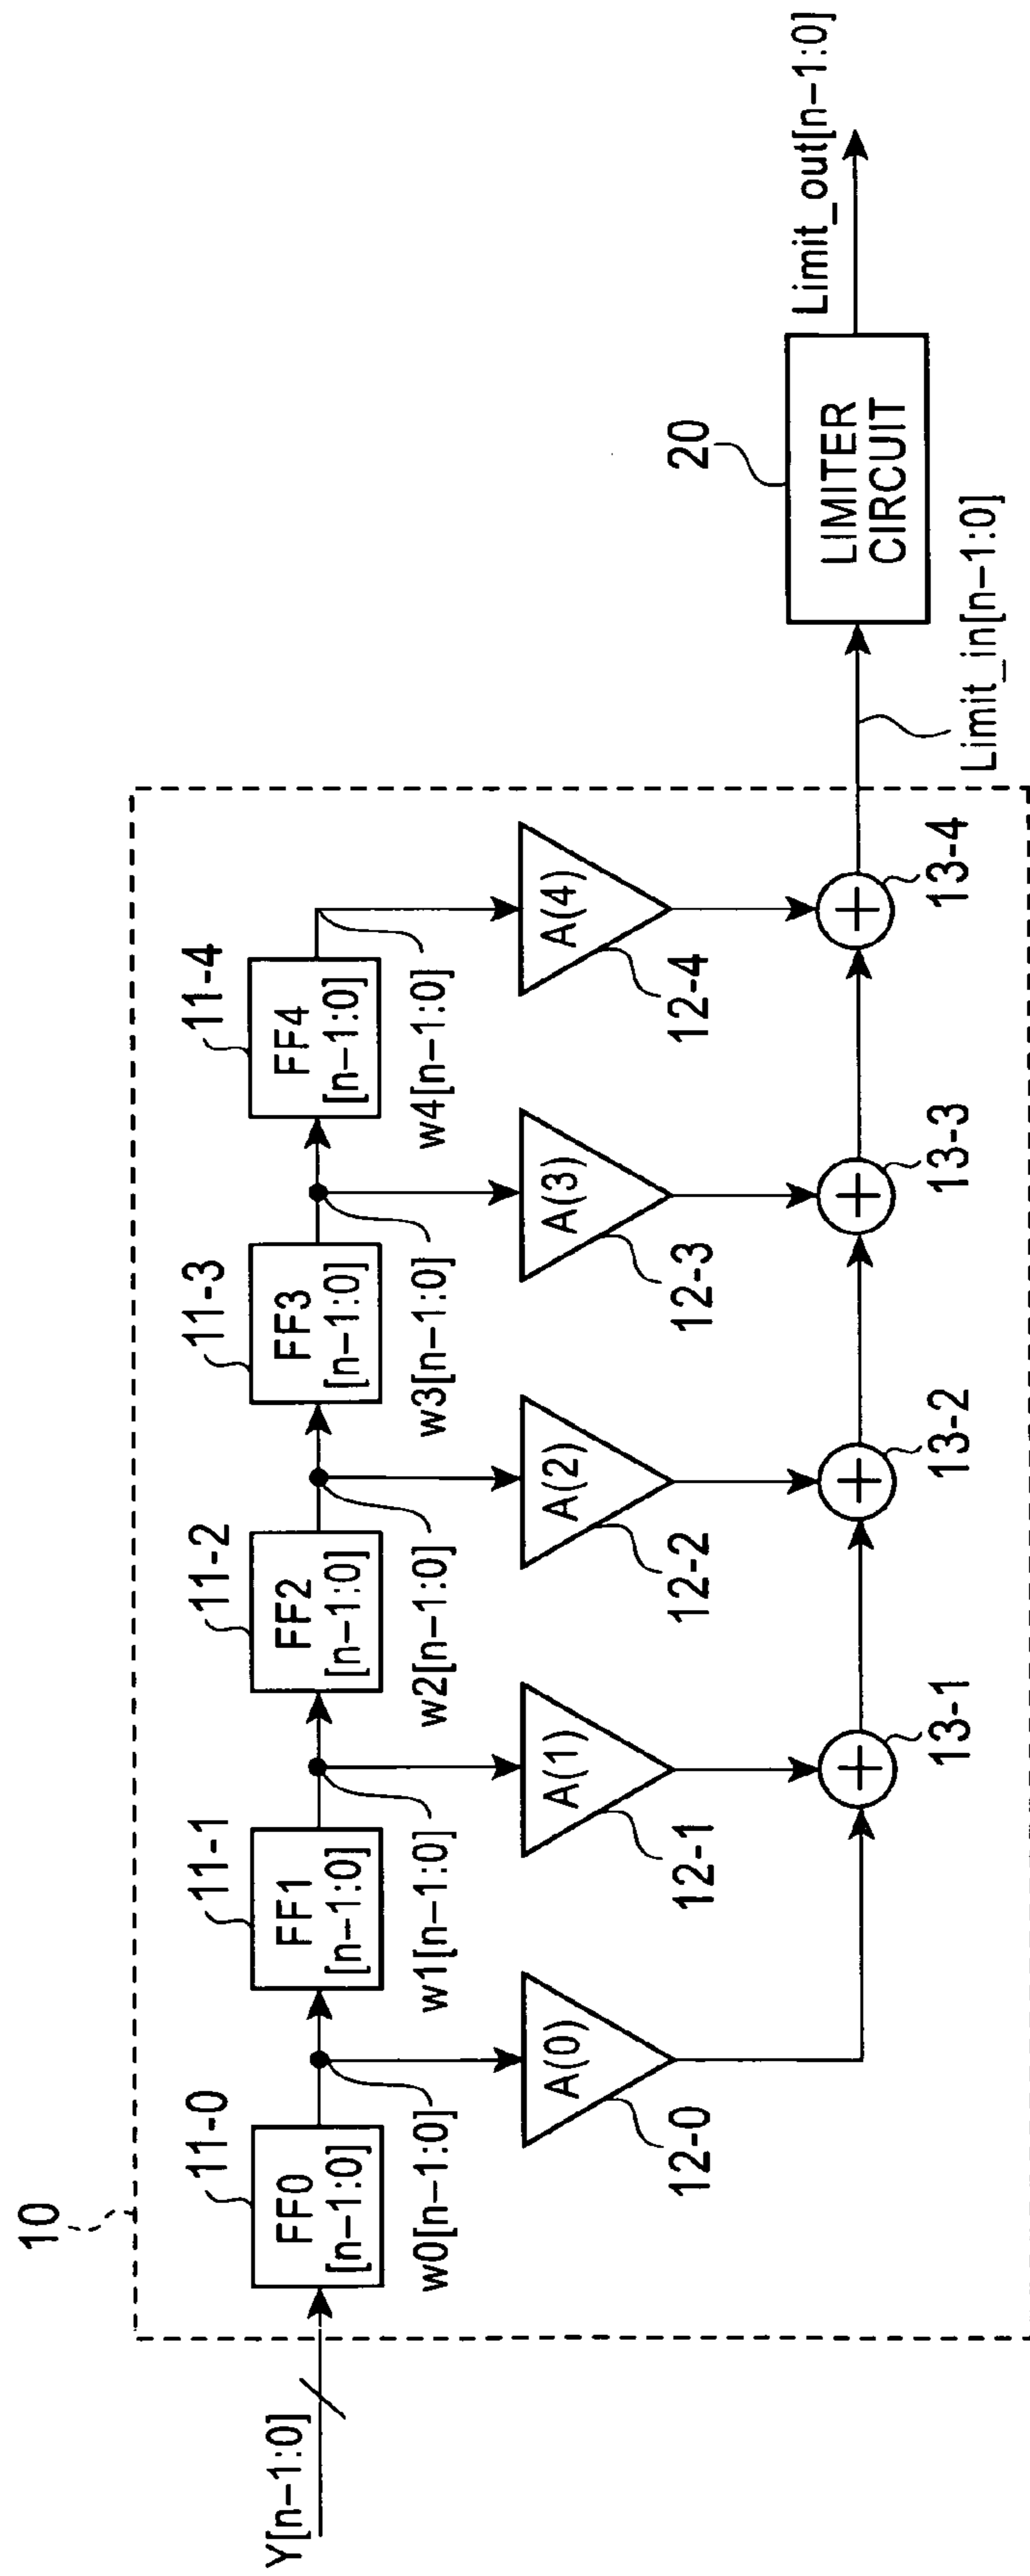 10
Y[n-1:0]
11-0
11-1
11-2
11-3
11-4
FF0
[n-1:0]
FF1
[n-1:0]
FF2
[n-1:0]
FF3
[n-1:0]
FF4
[n-1:0]
w0[n-1:0]
w1[n-1:0]
w2[n-1:0]
w3[n-1:0]
w4[n-1:0]
A(0)
A(1)
A(2)
A(3)
A(4)
12-0
12-1
12-2
12-3
12-4
13-1
13-2
13-3
13-4
20
LIMITER
CIRCUIT
Limit_in[n-1:0]
Limit_out[n-1:0]